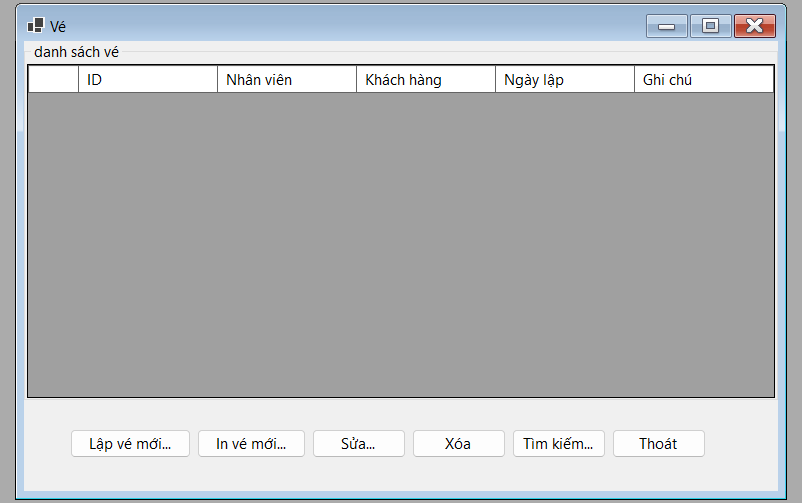 Vé
danh sách vé
ID Nhân viên Khách hàng Ngày lập Ghi chú
Lập vé mới... In vé mới... Sửa... Xóa Tìm kiếm... Thoát